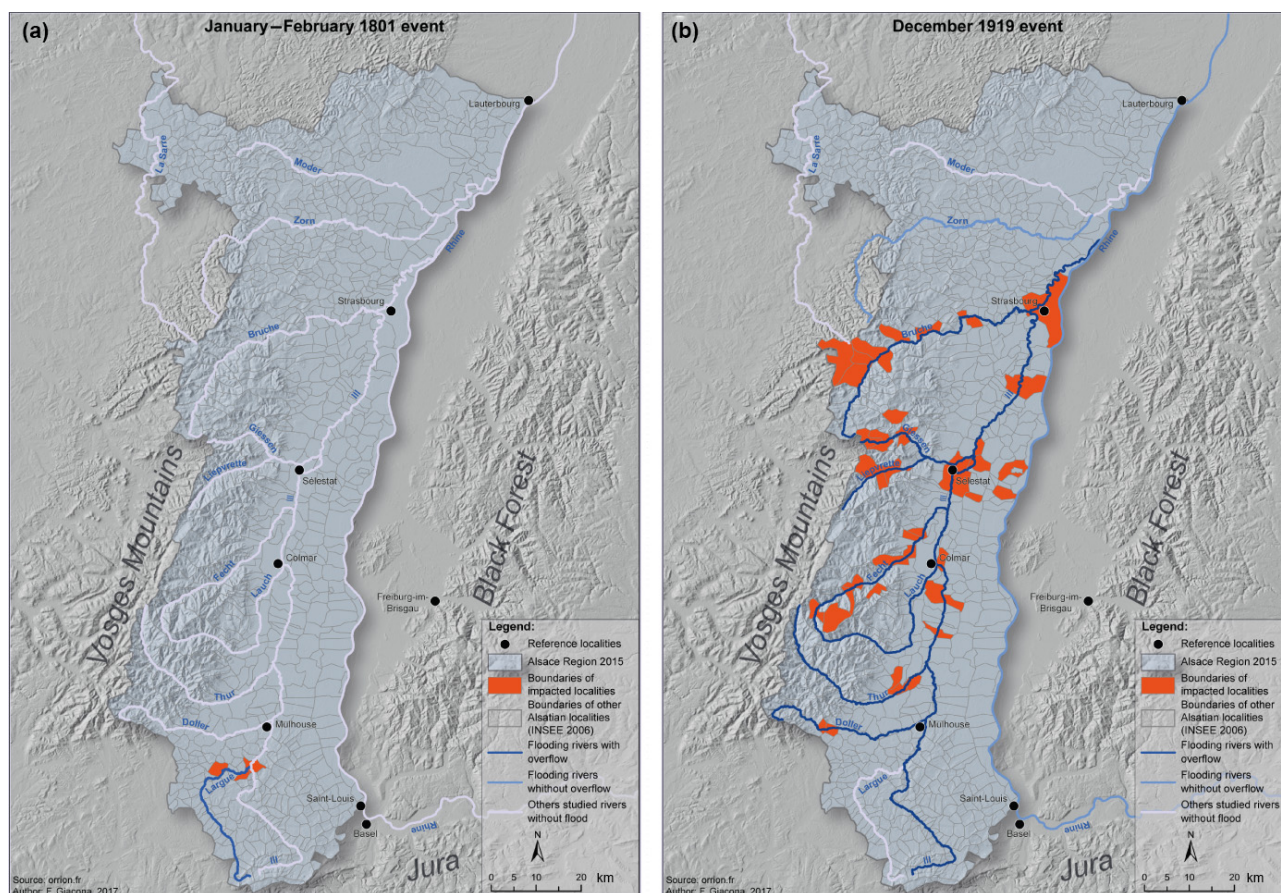 (a)
January–February 1801 event
Lauterbourg
La Sarre
Moder
Zorn
Rhine
Strasbourg
Bruche
Ill
Giessen
Liepvrette
Sélestat
Ill
Vosges Mountains
Black Forest
Colmar
Fecht
Lauch
Freiburg-im-
Brisgau
Thur
Doller
Mulhouse
Largue
Saint-Louis
Basel
Rhine
Ill
Jura
Legend:
Reference localities
Alsace Region 2015
Boundaries of
impacted localities
Boundaries of other
Alsatian localities
(INSEE 2006)
Flooding rivers with
overflow
Flooding rivers
whithout overflow
Others studied rivers
without flood
N
0 10 20 km
Source: orrion.fr
Author: F. Giacona, 2017
(b)
December 1919 event
Lauterbourg
La Sarre
Moder
Zorn
Rhine
Strasbourg
Bruche
Ill
Giessen
Liepvrette
Sélestat
Ill
Vosges Mountains
Black Forest
Colmar
Fecht
Lauch
Freiburg-im-
Brisgau
Thur
Doller
Mulhouse
Largue
Saint-Louis
Basel
Rhine
Ill
Jura
Legend:
Reference localities
Alsace Region 2015
Boundaries of
impacted localities
Boundaries of other
Alsatian localities
(INSEE 2006)
Flooding rivers with
overflow
Flooding rivers
whithout overflow
Others studied rivers
without flood
N
0 10 20 km
Source: orrion.fr
Author: F. Giacona, 2017